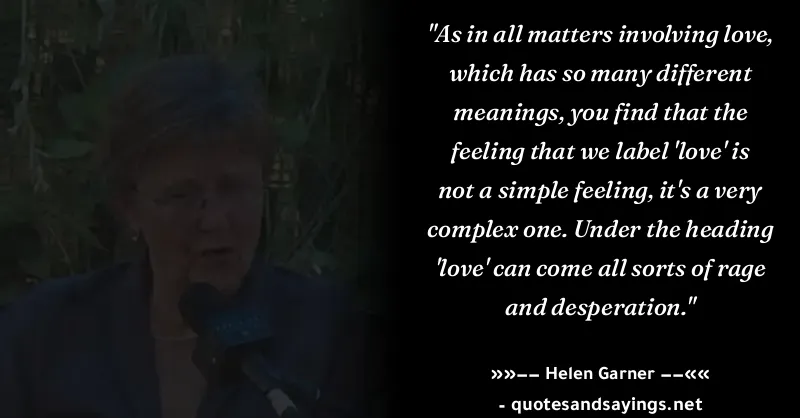 "As in all matters involving love,
which has so many different
meanings, you find that the
feeling that we label 'love' is
not a simple feeling, it's a very
complex one. Under the heading
'love' can come all sorts of rage
and desperation."
»»−− Helen Garner −−««
- quotesandsayings.net